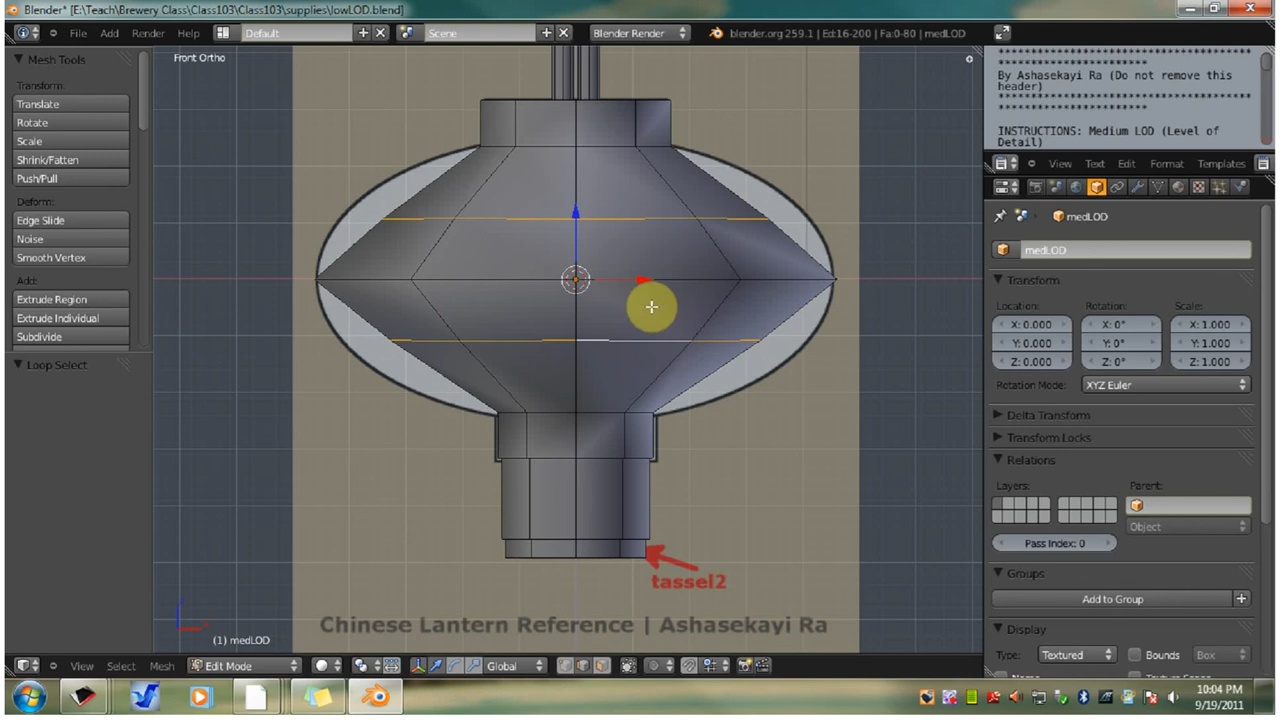 Blender* [E:\Teach\Brewery Class\Class103\Class103\supplies\lowLOD.blend]
File Add Render Help Default Scene Blender Render blender.org 259.1 | Ed:16-200 | Fa:0-80 | medLOD
Mesh Tools
Transform:
Translate
Rotate
Scale
Shrink/Fatten
Push/Pull
Deform:
Edge Slide
Noise
Smooth Vertex
Add:
Extrude Region
Extrude Individual
Subdivide
Loop Select
Front Ortho
tassel2
Chinese Lantern Reference | Ashasekayi Ra
(1) medLOD
View Select Mesh Edit Mode Global
By Ashasekayi Ra (Do not remove this
header)
INSTRUCTIONS: Medium LOD (Level of
Detail)
View Text Edit Format Templates
medLOD
medLOD
Transform
Location: Rotation: Scale:
X: 0.000 X: 0° X: 1.000
Y: 0.000 Y: 0° Y: 1.000
Z: 0.000 Z: 0° Z: 1.000
Rotation Mode: XYZ Euler
Delta Transform
Transform Locks
Relations
Layers: Parent:
Object
Pass Index: 0
Groups
Add to Group
Display
Type: Textured Bounds Box
10:04 PM
9/19/2011